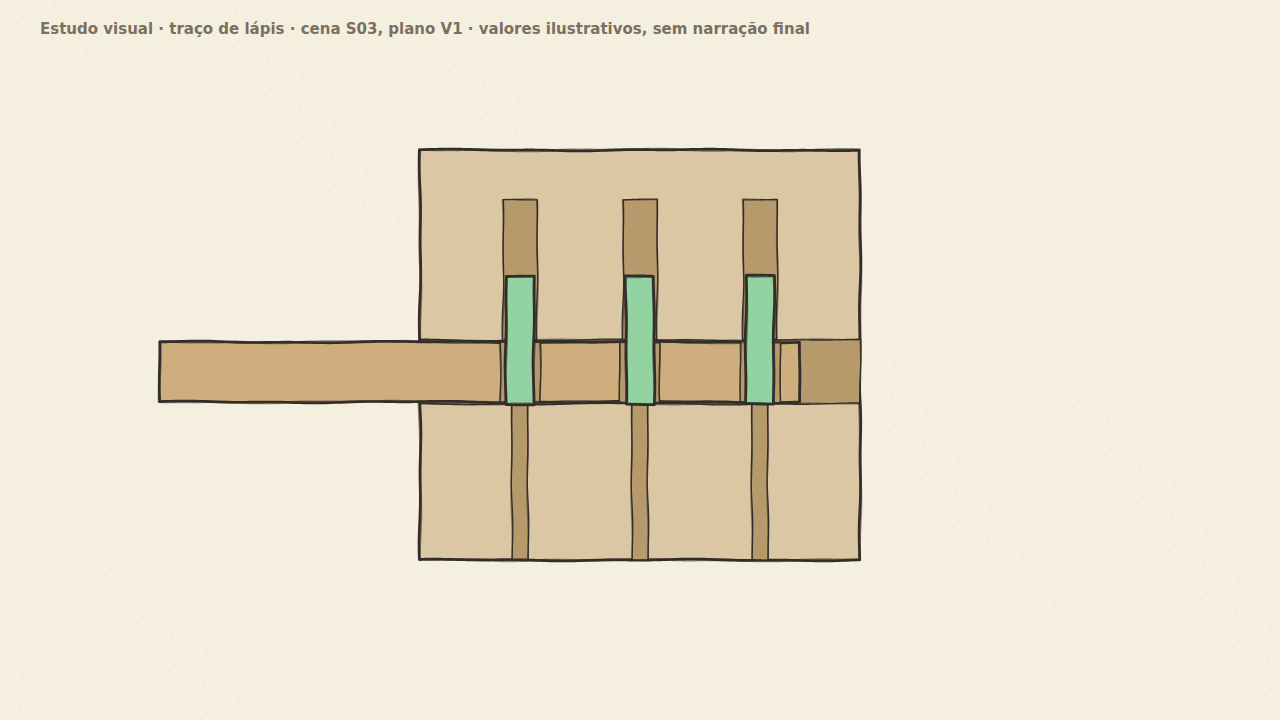 Estudo visual · traço de lápis · cena S03, plano V1 · valores ilustrativos, sem narração final